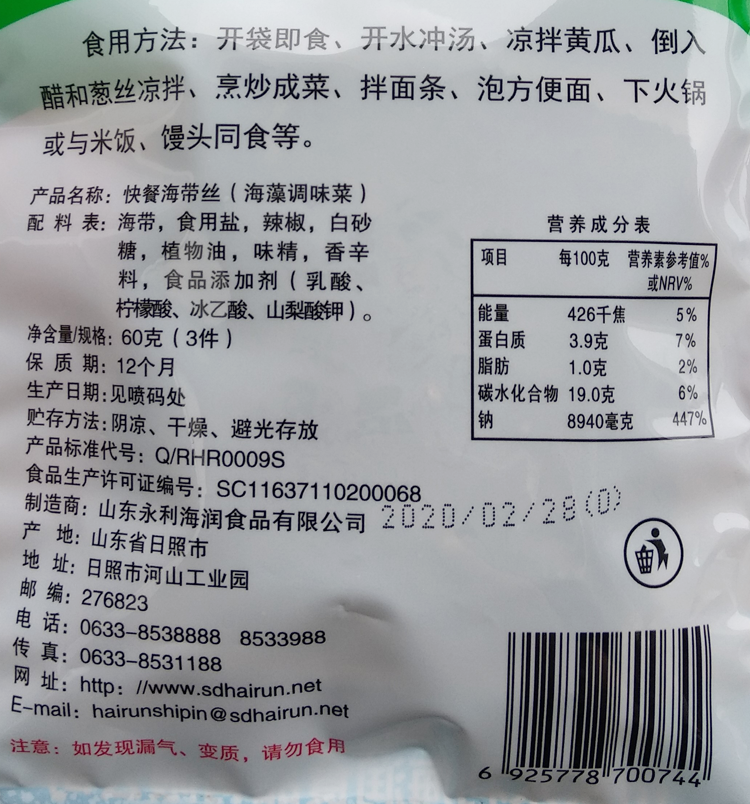 食用方法：开袋即食、开水冲汤、凉拌黄瓜、倒入
醋和葱丝凉拌、烹炒成菜、拌面条、泡方便面、下火锅
或与米饭、馒头同食等。
产品名称：快餐海带丝（海藻调味菜）
配 料 表：海带，食用盐，辣椒，白砂
糖，植物油，味精，香辛
料，食品添加剂（乳酸、
柠檬酸、冰乙酸、山梨酸钾）。
净含量/规格：60克（3件）
保 质 期：12个月
生产日期：见喷码处
贮存方法：阴凉、干燥、避光存放
产品标准代号：Q/RHR0009S
食品生产许可证编号：SC11637110200068
制造商：山东永利海润食品有限公司
2020/02/28(0)
产 地：山东省日照市
地 址：日照市河山工业园
邮 编：276823
电 话：0633-8538888 8533988
传 真：0633-8531188
网 址：http：//www.sdhairun.net
E-mail：hairunshipin@sdhairun.net
注意：如发现漏气、变质，请勿食用
营养成分表
项目 每100克 营养素参考值%
或NRV%
能量 426千焦 5%
蛋白质 3.9克 7%
脂肪 1.0克 2%
碳水化合物 19.0克 6%
钠 8940毫克 447%
6 925778 700744